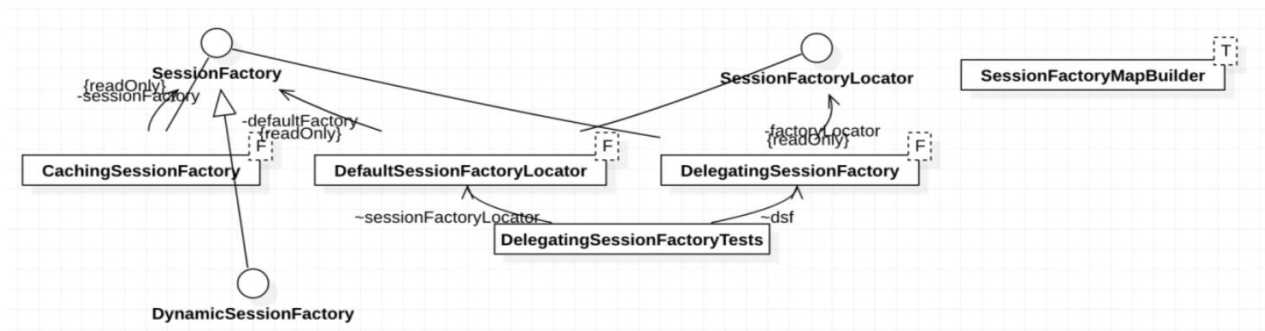 T
SessionFactory
SessionFactoryLocator
SessionFactoryMapBuilder
{readOnly}
-sessionFactory
-defaultFactory
{readOnly}
-factoryLocator
{readOnly}
F
F
F
CachingSessionFactory
DefaultSessionFactoryLocator
DelegatingSessionFactory
~sessionFactoryLocator
~dsf
DelegatingSessionFactoryTests
DynamicSessionFactory